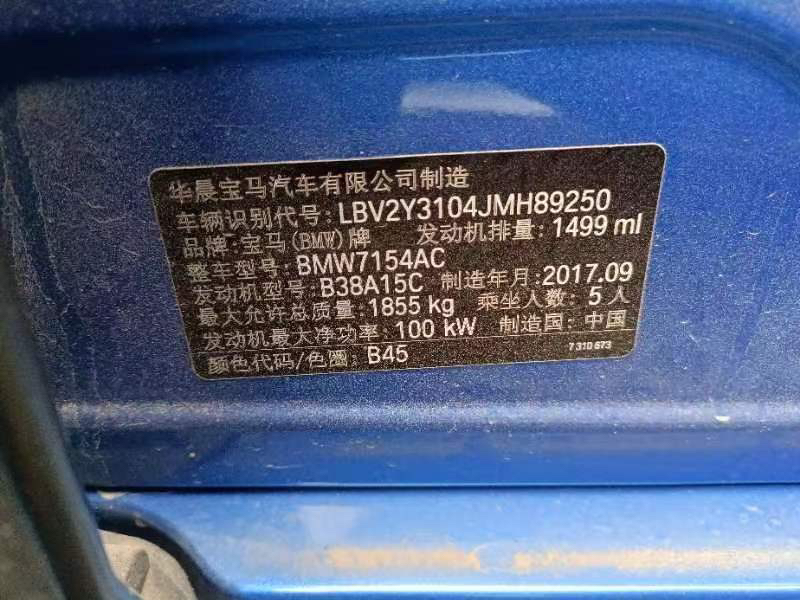 华晨宝马汽车有限公司制造
车辆识别代号: LBV2Y3104JMH89250
品牌: 宝马(BMW)牌 发动机排量: 1499 ml
整车型号: BMW7154AC
发动机型号: B38A15C 制造年月: 2017.09
最大允许总质量: 1855 kg 乘坐人数: 5 人
发动机最大净功率: 100 kW 制造国: 中国
颜色代码/色圈: B45 7 310 673